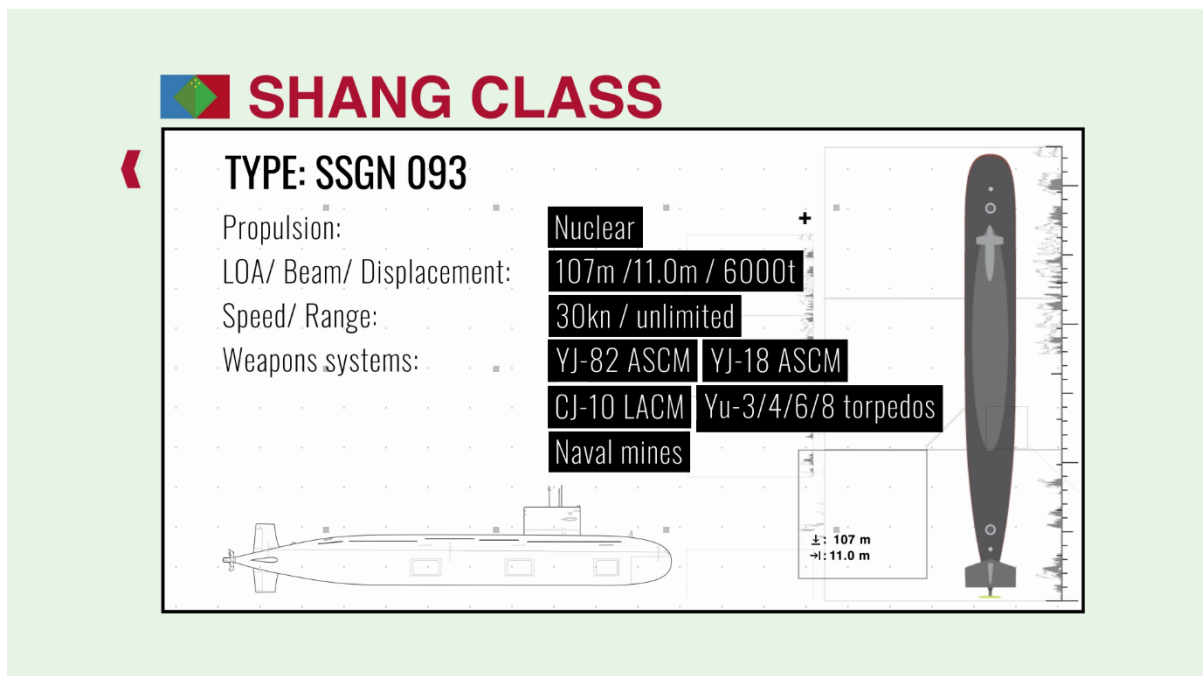 SHANG CLASS
TYPE: SSGN 093
Propulsion: Nuclear
LOA/ Beam/ Displacement: 107m /11.0m / 6000t
Speed/ Range: 30kn / unlimited
Weapons systems: YJ-82 ASCM YJ-18 ASCM
CJ-10 LACM Yu-3/4/6/8 torpedos
Naval mines
: 107 m
: 11.0 m